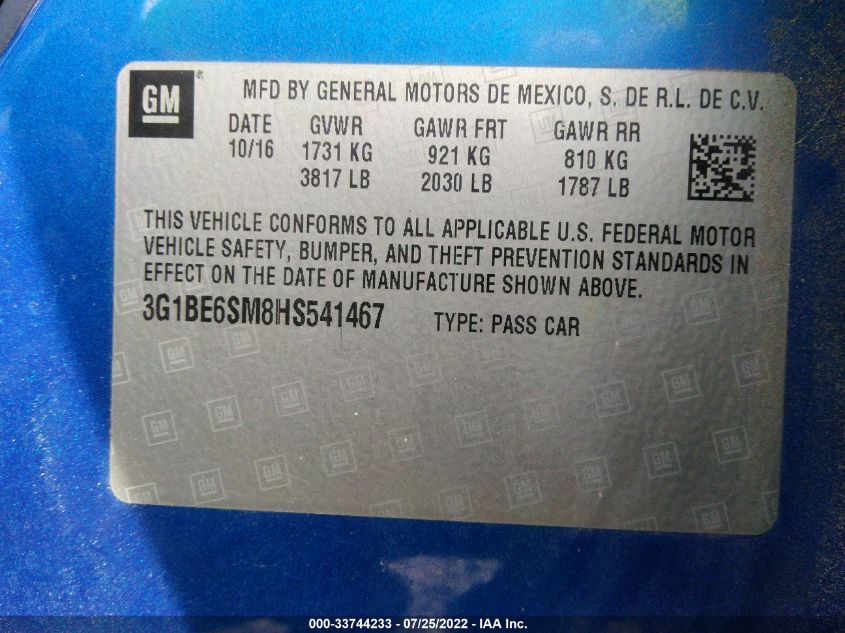 GM ® MFD BY GENERAL MOTORS DE MEXICO, S. DE R.L. DE C.V.
DATE GVWR GAWR FRT GAWR RR
10/16 1731 KG 921 KG 810 KG
3817 LB 2030 LB 1787 LB
THIS VEHICLE CONFORMS TO ALL APPLICABLE U.S. FEDERAL MOTOR
VEHICLE SAFETY, BUMPER, AND THEFT PREVENTION STANDARDS IN
EFFECT ON THE DATE OF MANUFACTURE SHOWN ABOVE.
3G1BE6SM8HS541467 TYPE: PASS CAR
000-33744233 - 07/25/2022 - IAA Inc.